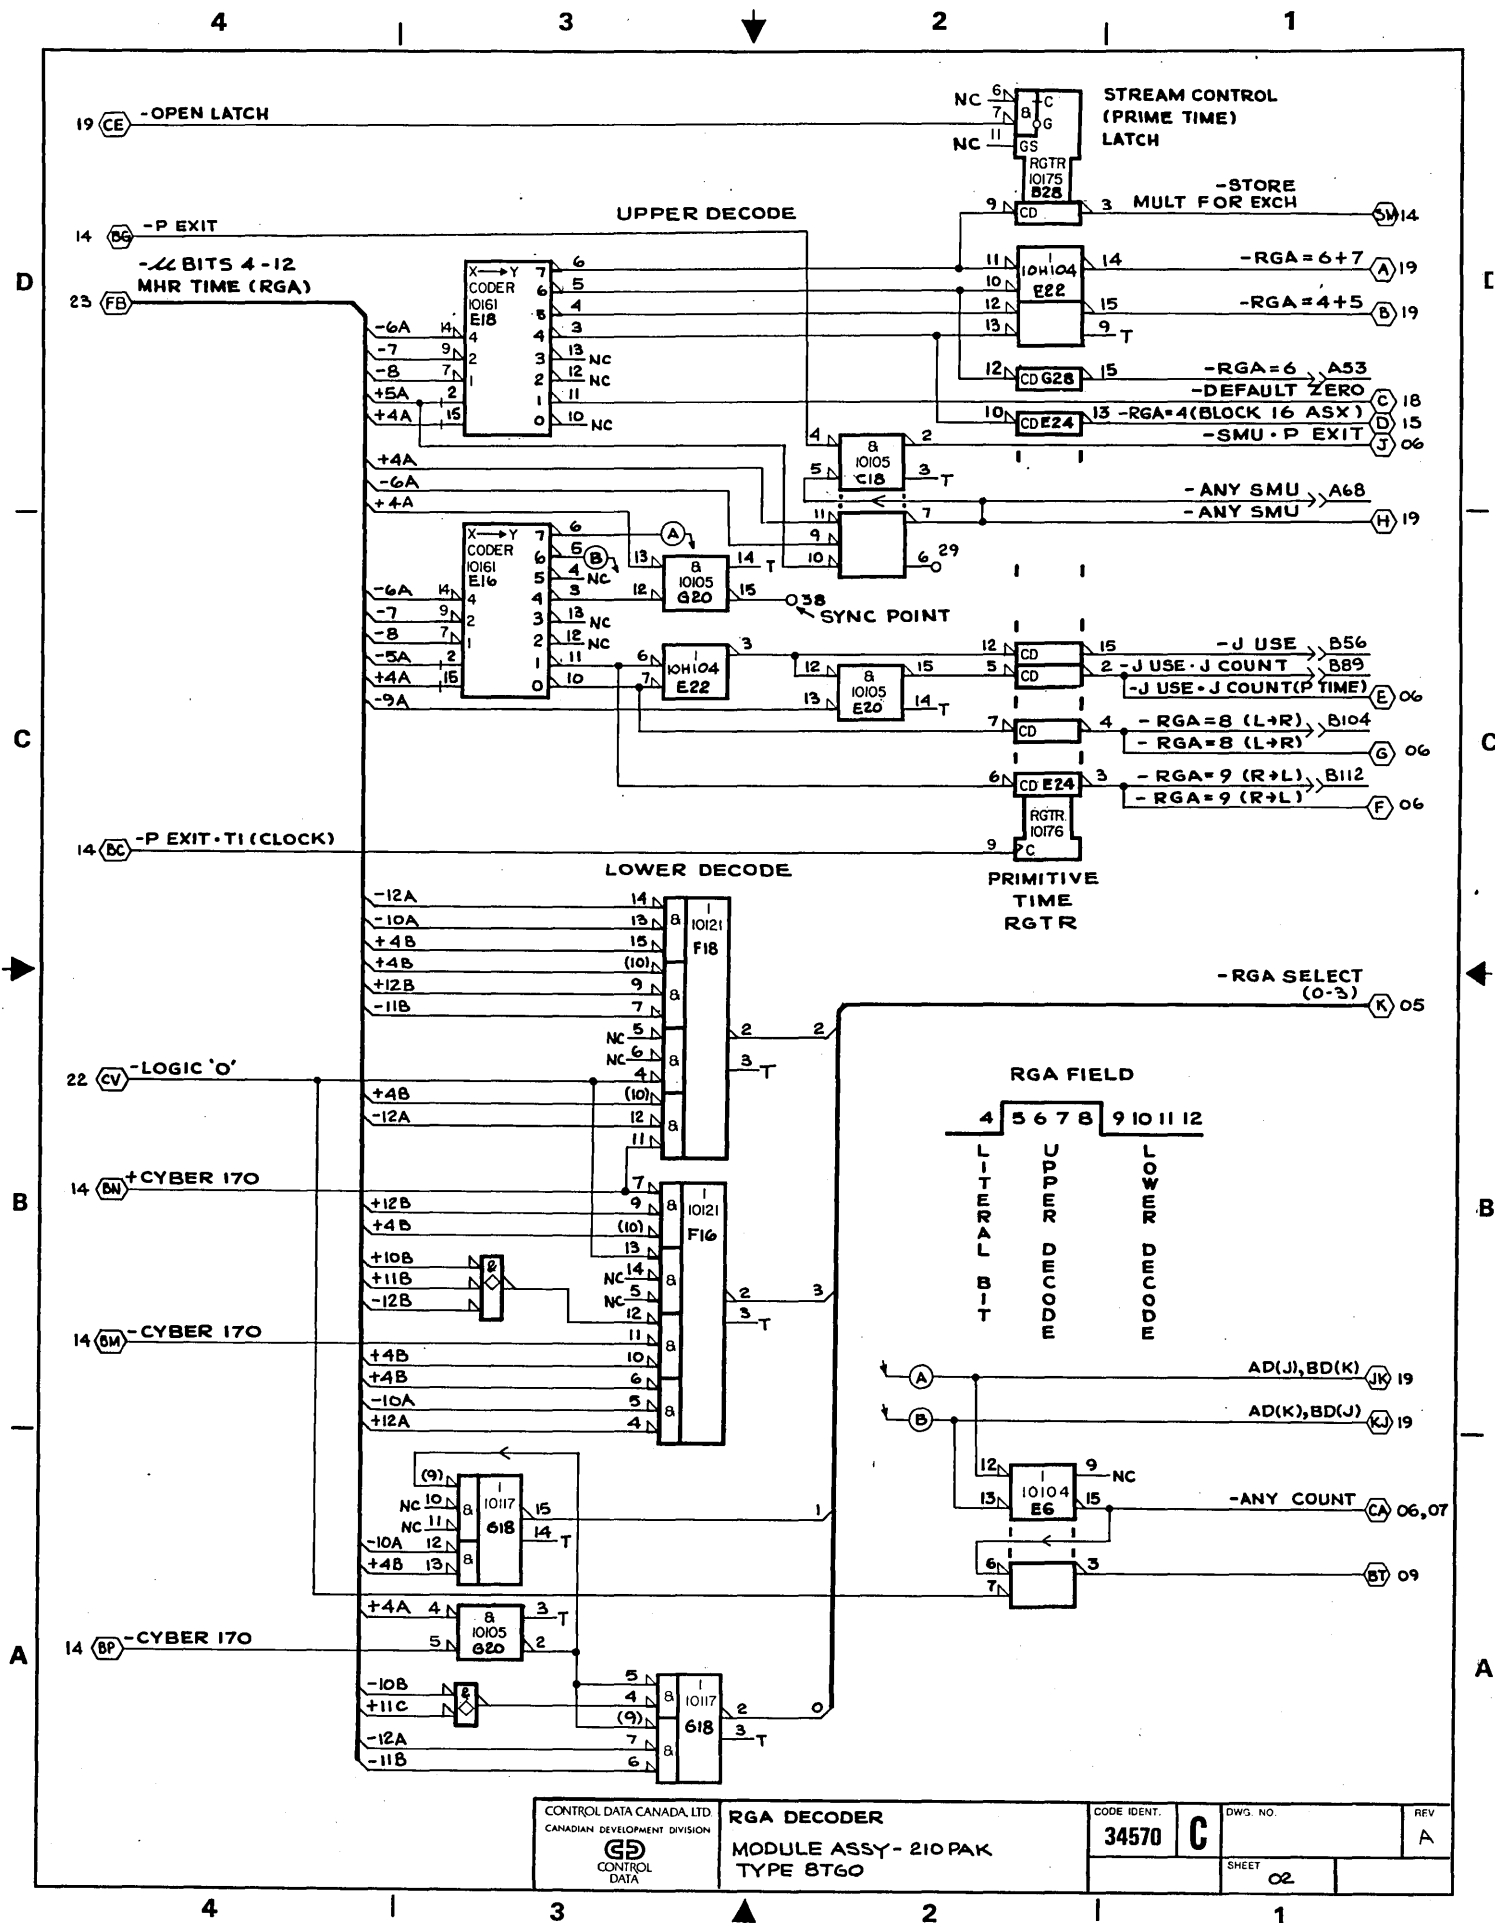 4 3 2 1
19 CE -OPEN LATCH
NC 6
7
NC 11
& C
G
GS
RGTR
10175
B28
STREAM CONTROL
(PRIME TIME)
LATCH
9 CD 3
-STORE
MULT FOR EXCH
SM 14
UPPER DECODE
14 BG -P EXIT
D
-µ BITS 4-12
MHR TIME (RGA)
23 FB
X→Y
CODER
10161
E18
-6A 14 4
-7 9 2
-8 7 1
+5A 2
+4A 15
7 6
6 5
5 4
4 3
3 13 NC
2 12 NC
1 11
0 10 NC
11
10
12
13
1
10H104
E22
14 -RGA=6+7 A 19
15 -RGA=4+5 B 19
9 T
12 CD G28 15 -RGA=6 A53
-DEFAULT ZERO C 18
10 CD E24 13 -RGA=4(BLOCK 16 ASX) D 15
-SMU·P EXIT J 06
4
5
&
10105
C18
2
3 T
+4A
-6A
+4A
11
9
10
7
6 29
-ANY SMU A68
-ANY SMU H 19
X→Y
CODER
10161
E16
-6A 14 4
-7 9 2
-8 7 1
-5A 2
+4A 15
-9A
7 6 A
6 5 B
5 4 NC
4 3
3 13 NC
2 12 NC
1 11
0 10
13
12
&
10105
G20
14 T
15 38
SYNC POINT
6
7
1
10H104
E22
3
12
13
&
10105
E20
15
14 T
12 CD 15 -J USE B56
5 CD 2 -J USE·J COUNT B89
-J USE·J COUNT(P TIME) E 06
C
7 CD 4 -RGA=8 (L→R) B104
-RGA=8 (L→R) G 06
6 CD E24 3 -RGA=9 (R→L) B112
-RGA=9 (R→L) F 06
RGTR
10176
9 C
14 BC -P EXIT·T1 (CLOCK)
PRIMITIVE
TIME
RGTR
LOWER DECODE
-12A 14
-10A 13
+4B 15
+4B (10)
+12B 9
-11B 7
NC 5
NC 6
4
+4B (10)
-12A 12
11
& & & &
1
10121
F18
2 2
3 T
-RGA SELECT
(0-3)
K 05
22 CV -LOGIC '0'
RGA FIELD
4 5 6 7 8 9 10 11 12
LITERAL BIT
UPPER DECODE
LOWER DECODE
B
14 BN +CYBER 170
7
+12B 9
+4B (10)
13
NC 14
NC 5
12
11
+4B 10
+4B 6
-10A 5
+12A 4
& & & &
1
10121
F16
2 3
3 T
+10B
+11B
-12B
&
14 BM -CYBER 170
A AD(J),BD(K) JK 19
B AD(K),BD(J) KJ 19
(9)
NC 10
NC 11
-10A 12
+4B 13
& &
1
10117
G18
15 1
14 T
12
13
1
10104
E6
9 NC
15 -ANY COUNT CA 06,07
6
7
3 BT 09
+4A 4
5
&
10105
G20
3 T
2
14 BP -CYBER 170
A
-10B
+11C
&
-12A
-11B
5
4
(9)
7
6
& &
1
10117
G18
2 0
3 T
CONTROL DATA CANADA, LTD.
CANADIAN DEVELOPMENT DIVISION
CONTROL
DATA
RGA DECODER
MODULE ASSY- 210 PAK
TYPE 8TGO
CODE IDENT.
34570
C
DWG. NO.
REV
A
SHEET
02
4 3 2 1